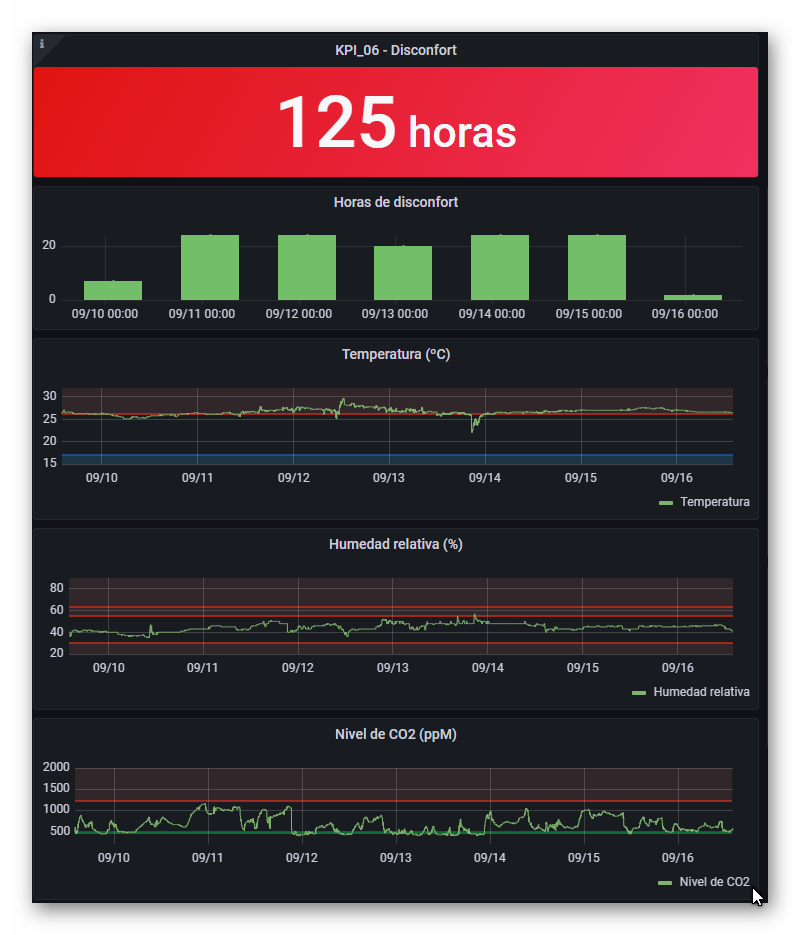 i
KPI_06 - Disconfort
125 horas
Horas de disconfort
20
0
09/10 00:00 09/11 00:00 09/12 00:00 09/13 00:00 09/14 00:00 09/15 00:00 09/16 00:00
Temperatura (ºC)
30
25
20
15
09/10 09/11 09/12 09/13 09/14 09/15 09/16
Temperatura
Humedad relativa (%)
80
60
40
20
09/10 09/11 09/12 09/13 09/14 09/15 09/16
Humedad relativa
Nivel de CO2 (ppM)
2000
1500
1000
500
09/10 09/11 09/12 09/13 09/14 09/15 09/16
Nivel de CO2